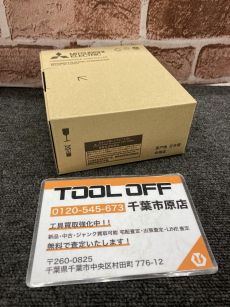 MITSUBISHI
ELECTRIC
TOOL OFF
0120-545-673 千葉市原店
工具買取強化中!!
新品・中古・ジャンク買取可能 宅配査定・出張査定・LINE査定
無料で査定いたします!
〒260-0825
千葉県千葉市中央区村田町 776-12